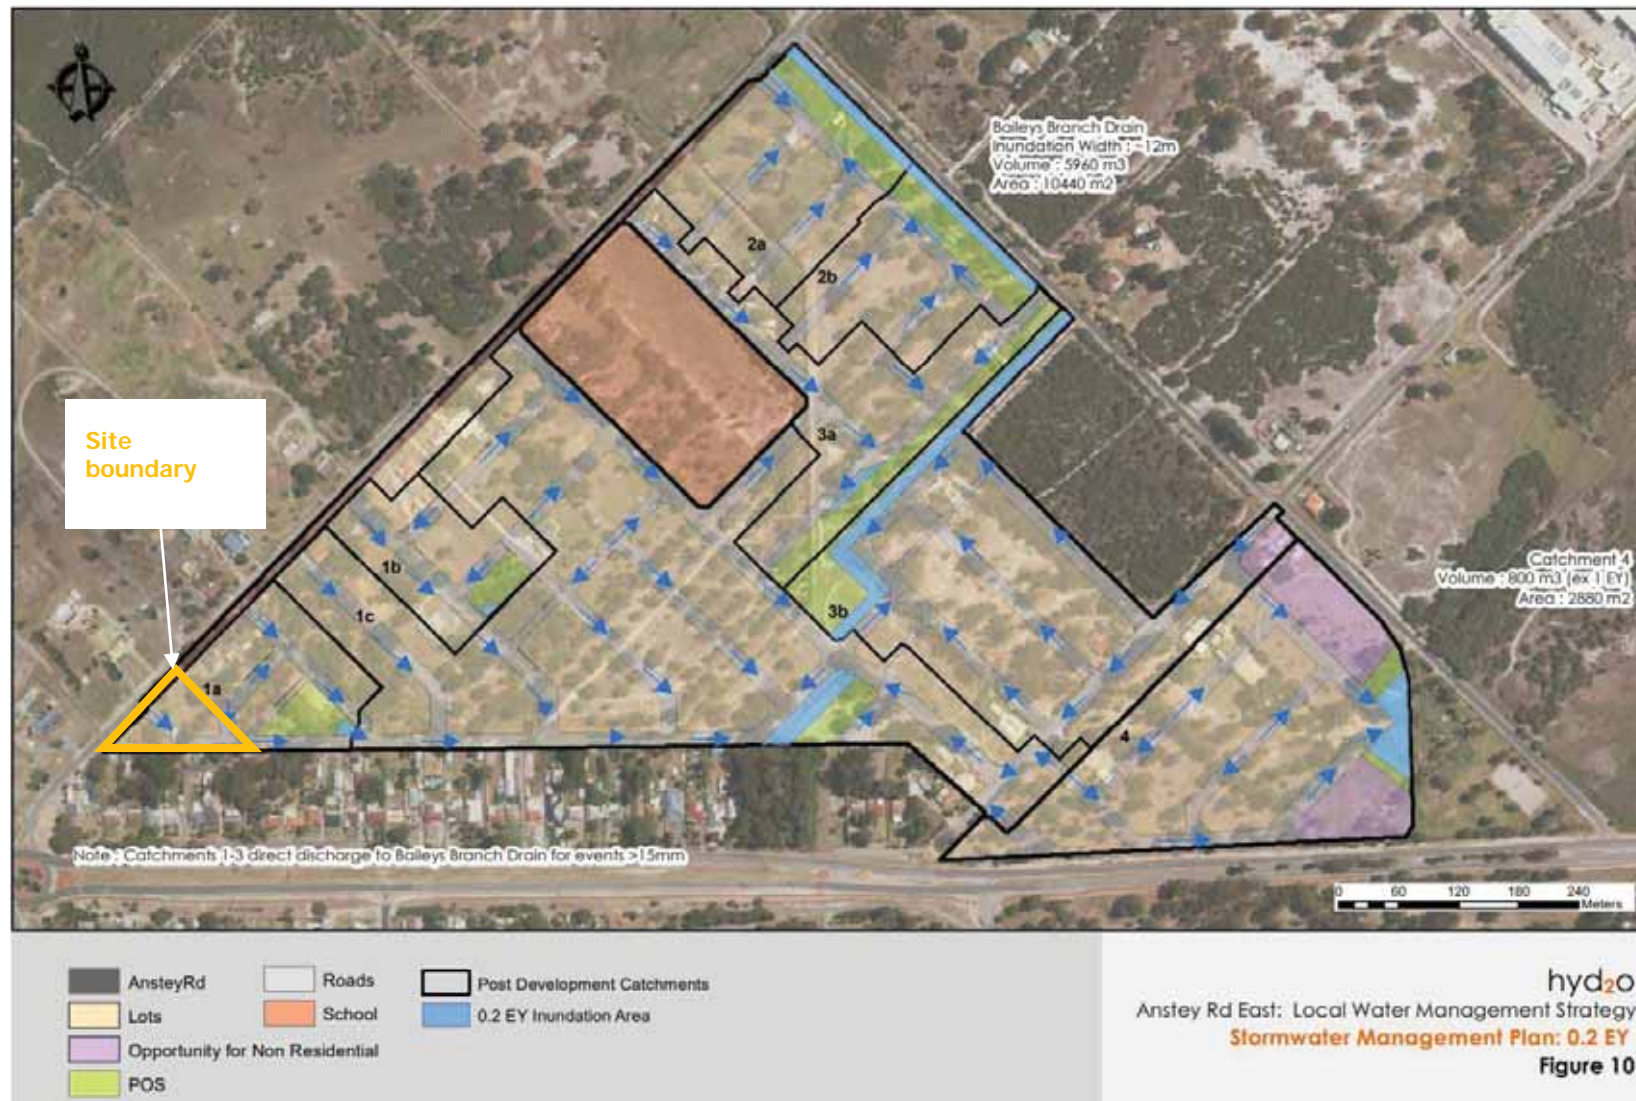 Baileys Branch Drain
Inundation Width : ~12m
Volume : 5960 m3
Area : 10440 m2
2a
2b
Site
boundary
3a
Catchment 4
Volume : 800 m3 (ex 1 EY)
Area : 2880 m2
1b
1c
3b
1a
4
Note : Catchments 1-3 direct discharge to Baileys Branch Drain for events >15mm
0 60 120 180 240
Meters
AnsteyRd
Lots
Opportunity for Non Residential
POS
Roads
School
Post Development Catchments
0.2 EY Inundation Area
hyd2o
Anstey Rd East: Local Water Management Strategy
Stormwater Management Plan: 0.2 EY
Figure 10